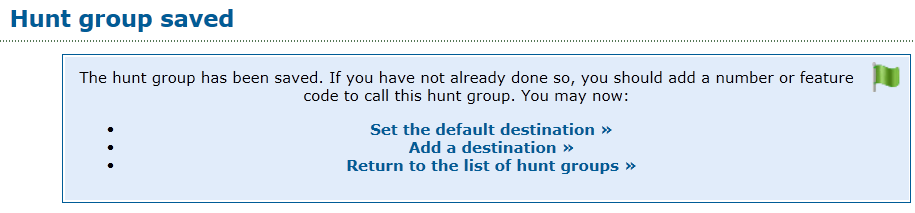 Hunt group saved
The hunt group has been saved. If you have not already done so, you should add a number or feature
code to call this hunt group. You may now:
• Set the default destination »
• Add a destination »
• Return to the list of hunt groups »